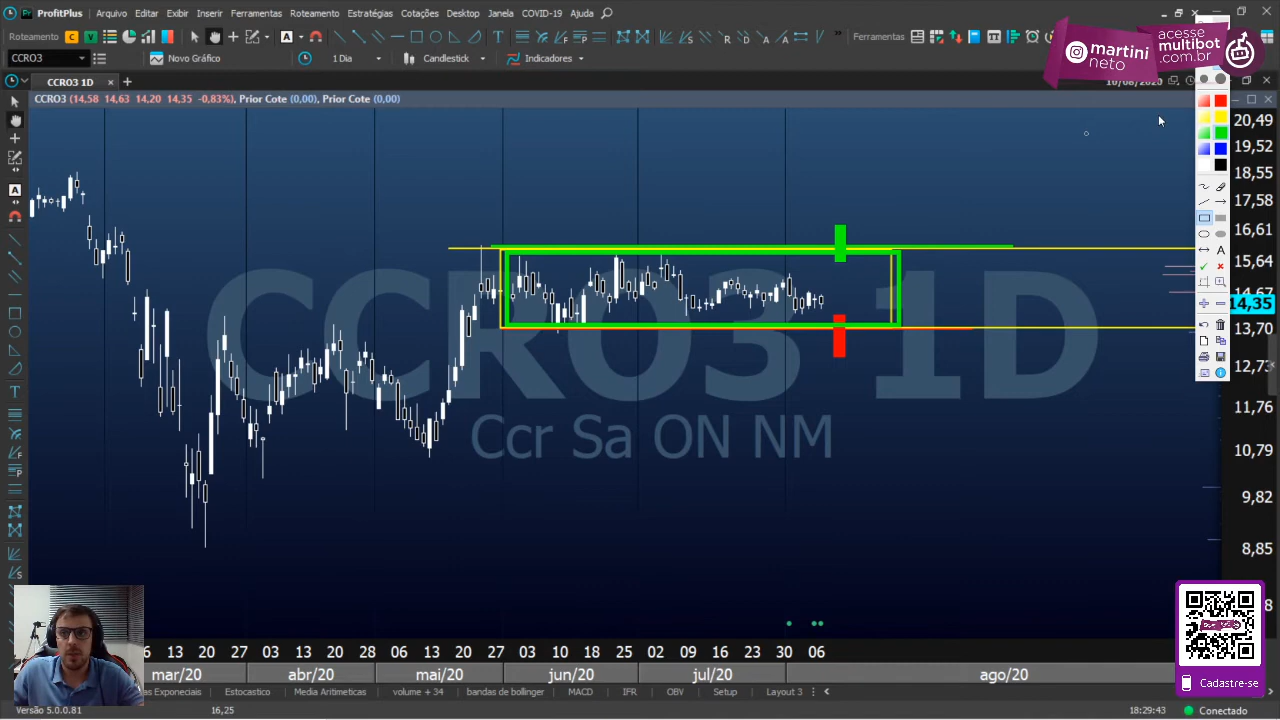 ProfitPlus Arquivo Editar Exibir Inserir Ferramentas Roteamento Estratégias Cotações Desktop Janela COVID-19 Ajuda
Roteamento C V A T R D A Ferramentas
CCRO3 Novo Gráfico 1 Dia Candlestick Indicadores
martini neto
acesse multibot.com.br
CCRO3 1D
10/08/2020
CCRO3 (14,58 14,63 14,20 14,35 -0,83%) Prior Cote (0,00), Prior Cote (0,00)
20,49
19,52
18,55
17,58
16,61
15,64
14,67
14,35
13,70
12,73
11,76
10,79
9,82
8,85
CCRO3 1D
Ccr Sa ON NM
6 13 20 27 06 13 20 28 06 13 20 27 03 10 18 25 02 09 16 23 30 06
mar/20 abr/20 mai/20 jun/20 jul/20 ago/20
as Exponenciais Estocastico Media Aritimeticas volume + 34 bandas de bollinger MACD IFR OBV Setup Layout 3
Versão 5.0.0.81 16,25 18:29:43 Conectado
Cadastre-se